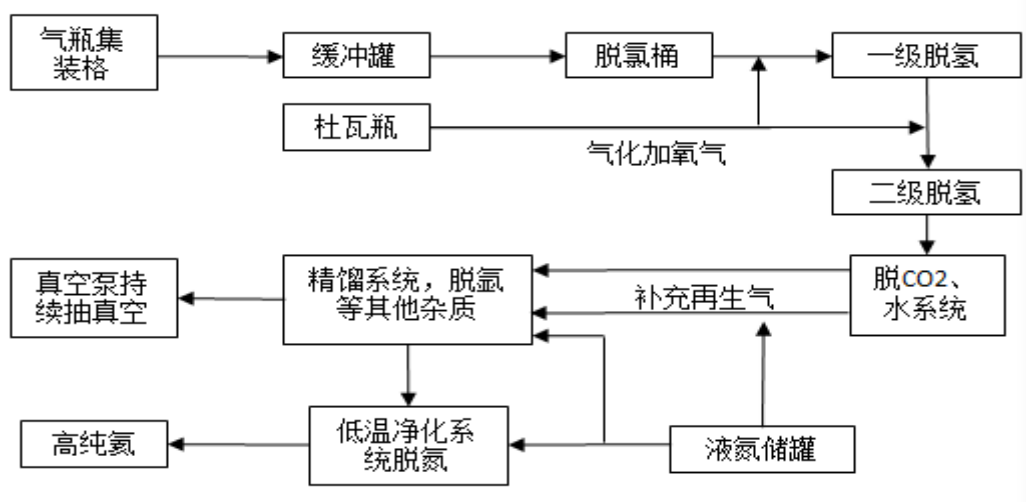 气瓶集
装格
缓冲罐
脱氯桶
一级脱氢
杜瓦瓶
气化加氧气
二级脱氢
真空泵持
续抽真空
精馏系统，脱氩
等其他杂质
补充再生气
脱CO2、
水系统
高纯氦
低温净化系
统脱氮
液氮储罐